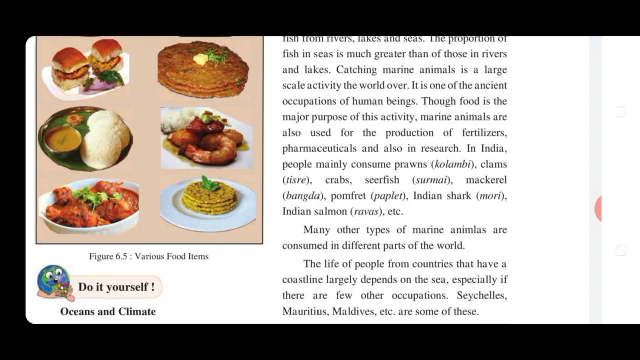 Figure 6.5 : Various Food Items
Do it yourself !
Oceans and Climate
fish from rivers, lakes and seas. The proportion of
fish in seas is much greater than of those in rivers
and lakes. Catching marine animals is a large
scale activity the world over. It is one of the ancient
occupations of human beings. Though food is the
major purpose of this activity, marine animals are
also used for the production of fertilizers,
pharmaceuticals and also in research. In India,
people mainly consume prawns (kolambi), clams
(tisre), crabs, seerfish (surmai), mackerel
(bangda), pomfret (paplet), Indian shark (mori),
Indian salmon (ravas), etc.
Many other types of marine animlas are
consumed in different parts of the world.
The life of people from countries that have a
coastline largely depends on the sea, especially if
there are few other occupations. Seychelles,
Mauritius, Maldives, etc. are some of these.